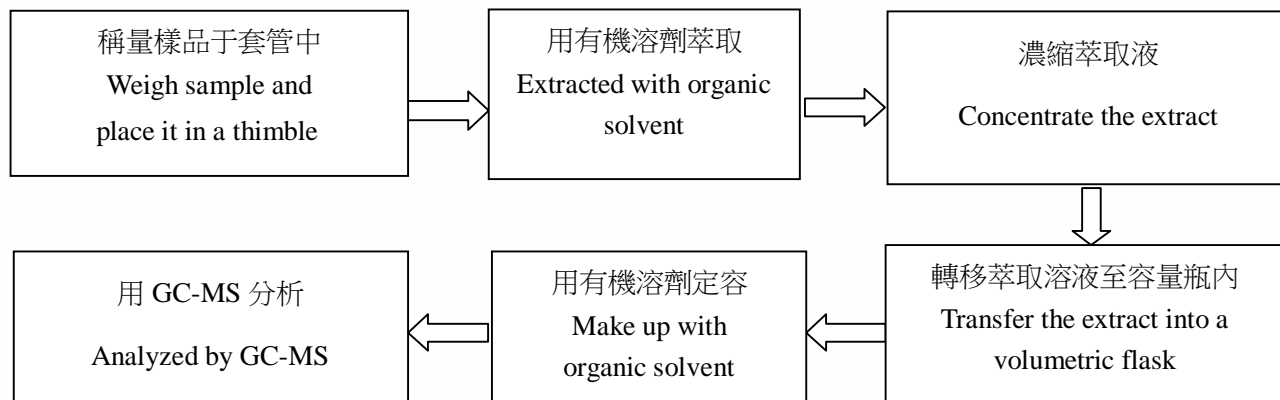 稱量樣品于套管中
Weigh sample and
place it in a thimble
用有機溶劑萃取
Extracted with organic
solvent
濃縮萃取液
Concentrate the extract
轉移萃取溶液至容量瓶內
Transfer the extract into a
volumetric flask
用有機溶劑定容
Make up with
organic solvent
用 GC-MS 分析
Analyzed by GC-MS